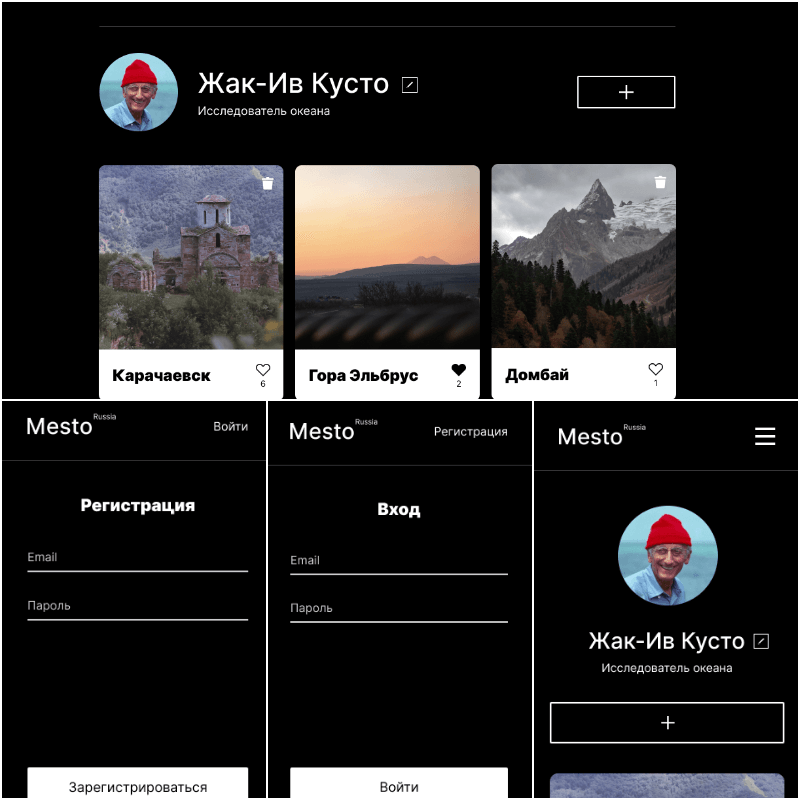 Жак-Ив Кусто
Исследователь океана
Карачаевск
6
Гора Эльбрус
2
Домбай
1
Mesto Russia
Войти
Регистрация
Email
Пароль
Зарегистрироваться
Mesto Russia
Регистрация
Вход
Email
Пароль
Войти
Mesto Russia
Жак-Ив Кусто
Исследователь океана